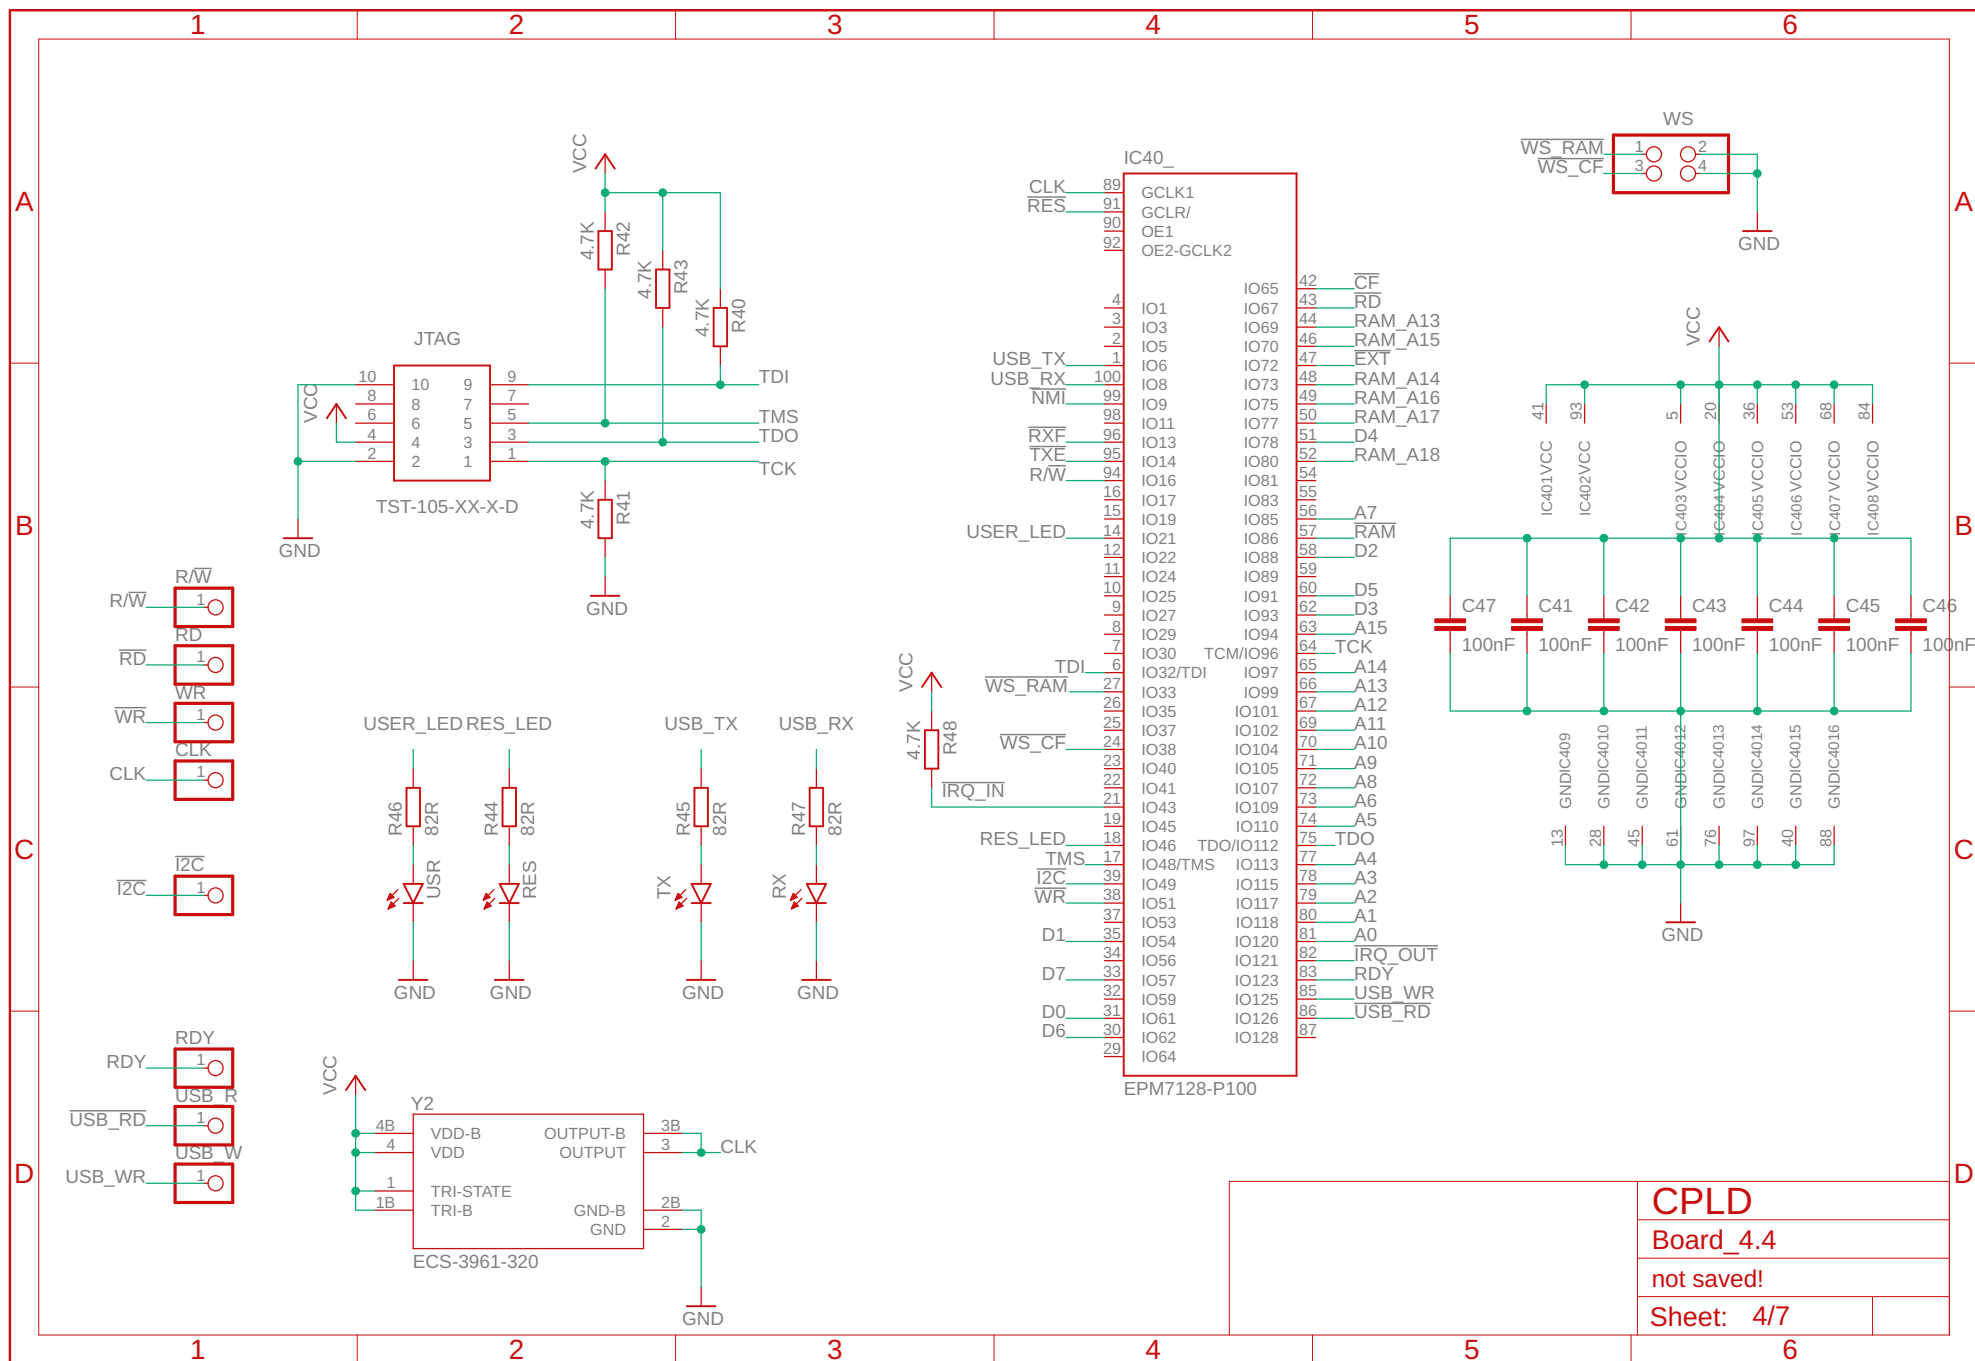 1 2 3 4 5 6
A A
B B
C C
D D
1 2 3 4 5 6
VCC
4.7K R42
4.7K R43
4.7K R40
JTAG
VCC
10 10 9 9 TDI
8 8 7 7
6 6 5 5 TMS
4 4 3 3 TDO
2 2 1 1 TCK
TST-105-XX-X-D
4.7K R41
GND
GND
R/W
R/W 1
RD
RD 1
WR
WR 1
CLK
CLK 1
I2C
I2C 1
RDY
RDY 1
USB_R
USB_RD 1
USB_W
USB_WR 1
USER_LED RES_LED USB_TX USB_RX
R46 82R
R44 82R
R45 82R
R47 82R
USR
RES
TX
RX
GND GND GND GND
VCC
Y2
4B VDD-B OUTPUT-B 3B
4 VDD OUTPUT 3 CLK
1 TRI-STATE
1B TRI-B GND-B 2B
GND 2
ECS-3961-320
GND
VCC
4.7K R48
IRQ_IN
IC40_
CLK 89 GCLK1
RES 91 GCLR/
90 OE1
92 OE2-GCLK2
4 IO1
3 IO3
2 IO5
USB_TX 1 IO6
USB_RX 100 IO8
NMI 99 IO9
98 IO11
RXF 96 IO13
TXE 95 IO14
R/W 94 IO16
16 IO17
15 IO19
USER_LED 14 IO21
12 IO22
11 IO24
10 IO25
9 IO27
8 IO29
7 IO30
TDI 6 IO32/TDI
WS_RAM 27 IO33
26 IO35
25 IO37
WS_CF 24 IO38
23 IO40
22 IO41
21 IO43
19 IO45
RES_LED 18 IO46
TMS 17 IO48/TMS
I2C 39 IO49
WR 38 IO51
37 IO53
D1 35 IO54
34 IO56
D7 33 IO57
32 IO59
D0 31 IO61
D6 30 IO62
29 IO64
IO65 42 CF
IO67 43 RD
IO69 44 RAM_A13
IO70 46 RAM_A15
IO72 47 EXT
IO73 48 RAM_A14
IO75 49 RAM_A16
IO77 50 RAM_A17
IO78 51 D4
IO80 52 RAM_A18
IO81 54
IO83 55
IO85 56 A7
IO86 57 RAM
IO88 58 D2
IO89 59
IO91 60 D5
IO93 62 D3
IO94 63 A15
TCM/IO96 64 TCK
IO97 65 A14
IO99 66 A13
IO101 67 A12
IO102 69 A11
IO104 70 A10
IO105 71 A9
IO107 72 A8
IO109 73 A6
IO110 74 A5
TDO/IO112 75 TDO
IO113 77 A4
IO115 78 A3
IO117 79 A2
IO118 80 A1
IO120 81 A0
IO121 82 IRQ_OUT
IO123 83 RDY
IO125 85 USB_WR
IO126 86 USB_RD
IO128 87
EPM7128-P100
WS
WS_RAM 1 2
WS_CF 3 4
GND
VCC
41 93 5 20 36 53 68 84
IC401VCC IC402VCC IC403 VCCIO IC404 VCCIO IC405 VCCIO IC406 VCCIO IC407 VCCIO IC408 VCCIO
C47 C41 C42 C43 C44 C45 C46
100nF 100nF 100nF 100nF 100nF 100nF 100nF
GNDIC409 GNDIC4010 GNDIC4011 GNDIC4012 GNDIC4013 GNDIC4014 GNDIC4015 GNDIC4016
13 28 45 61 76 97 40 88
GND
CPLD
Board_4.4
not saved!
Sheet: 4/7